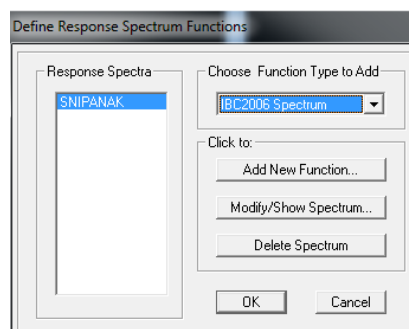 Define Response Spectrum Functions
Response Spectra
SNIPANAK
Choose Function Type to Add
IBC2006 Spectrum
Click to:
Add New Function...
Modify/Show Spectrum...
Delete Spectrum
OK
Cancel